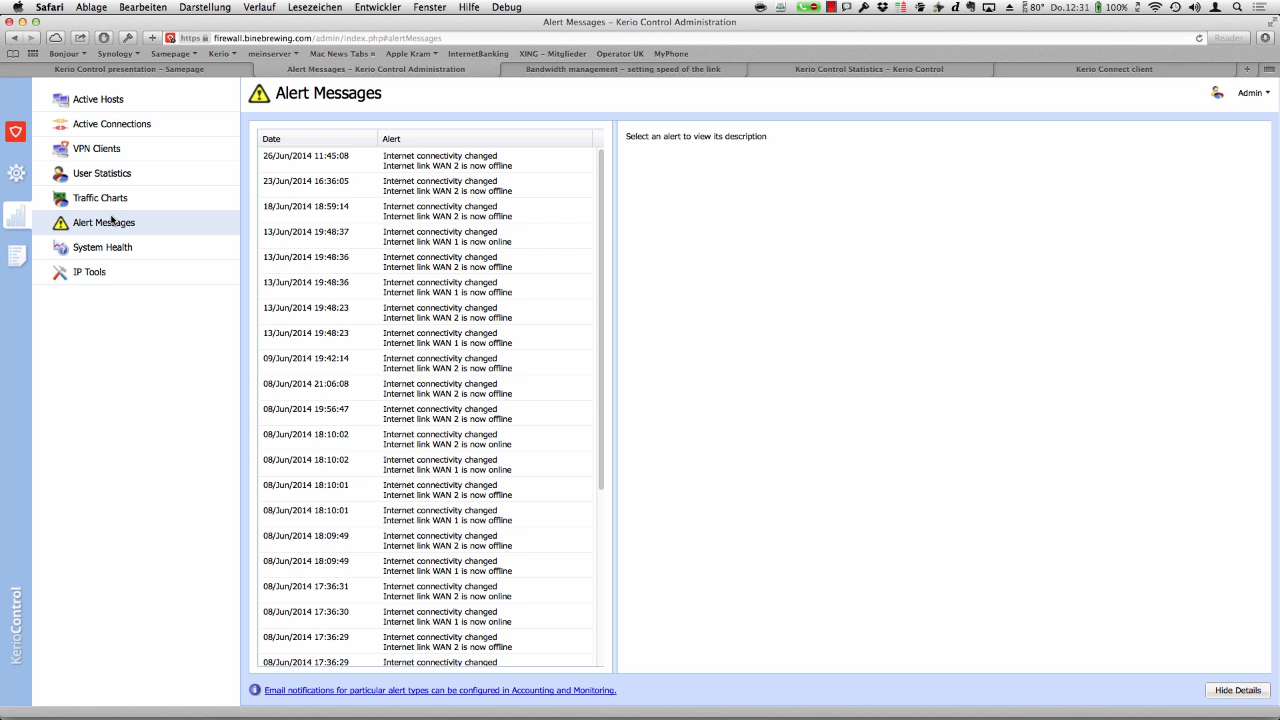 Safari Ablage Bearbeiten Darstellung Verlauf Lesezeichen Entwickler Fenster Hilfe Debug
80° Do.12:31 100%
Alert Messages – Kerio Control Administration
https firewall.binebrewing.com/admin/index.php#alertMessages
Reader
Bonjour Synology Samepage Kerio meinserver Mac News Tabs Apple Kram InternetBanking XING - Mitglieder Operator UK MyPhone
Kerio Control presentation – Samepage
Alert Messages – Kerio Control Administration
Bandwidth management – setting speed of the link
Kerio Control Statistics – Kerio Control
Kerio Connect client
Active Hosts
Active Connections
VPN Clients
User Statistics
Traffic Charts
Alert Messages
System Health
IP Tools
KerioControl
Alert Messages
Admin
Date Alert
26/Jun/2014 11:45:08 Internet connectivity changed
Internet link WAN 2 is now offline
23/Jun/2014 16:36:05 Internet connectivity changed
Internet link WAN 2 is now offline
18/Jun/2014 18:59:14 Internet connectivity changed
Internet link WAN 2 is now offline
13/Jun/2014 19:48:37 Internet connectivity changed
Internet link WAN 1 is now online
13/Jun/2014 19:48:36 Internet connectivity changed
Internet link WAN 2 is now offline
13/Jun/2014 19:48:36 Internet connectivity changed
Internet link WAN 1 is now offline
13/Jun/2014 19:48:23 Internet connectivity changed
Internet link WAN 2 is now offline
13/Jun/2014 19:48:23 Internet connectivity changed
Internet link WAN 1 is now offline
09/Jun/2014 19:42:14 Internet connectivity changed
Internet link WAN 2 is now offline
08/Jun/2014 21:06:08 Internet connectivity changed
Internet link WAN 2 is now offline
08/Jun/2014 19:56:47 Internet connectivity changed
Internet link WAN 2 is now offline
08/Jun/2014 18:10:02 Internet connectivity changed
Internet link WAN 2 is now online
08/Jun/2014 18:10:02 Internet connectivity changed
Internet link WAN 1 is now online
08/Jun/2014 18:10:01 Internet connectivity changed
Internet link WAN 2 is now offline
08/Jun/2014 18:10:01 Internet connectivity changed
Internet link WAN 1 is now offline
08/Jun/2014 18:09:49 Internet connectivity changed
Internet link WAN 2 is now offline
08/Jun/2014 18:09:49 Internet connectivity changed
Internet link WAN 1 is now offline
08/Jun/2014 17:36:31 Internet connectivity changed
Internet link WAN 2 is now online
08/Jun/2014 17:36:30 Internet connectivity changed
Internet link WAN 1 is now online
08/Jun/2014 17:36:29 Internet connectivity changed
Internet link WAN 2 is now offline
08/Jun/2014 17:36:29 Internet connectivity changed
Select an alert to view its description
Email notifications for particular alert types can be configured in Accounting and Monitoring.
Hide Details